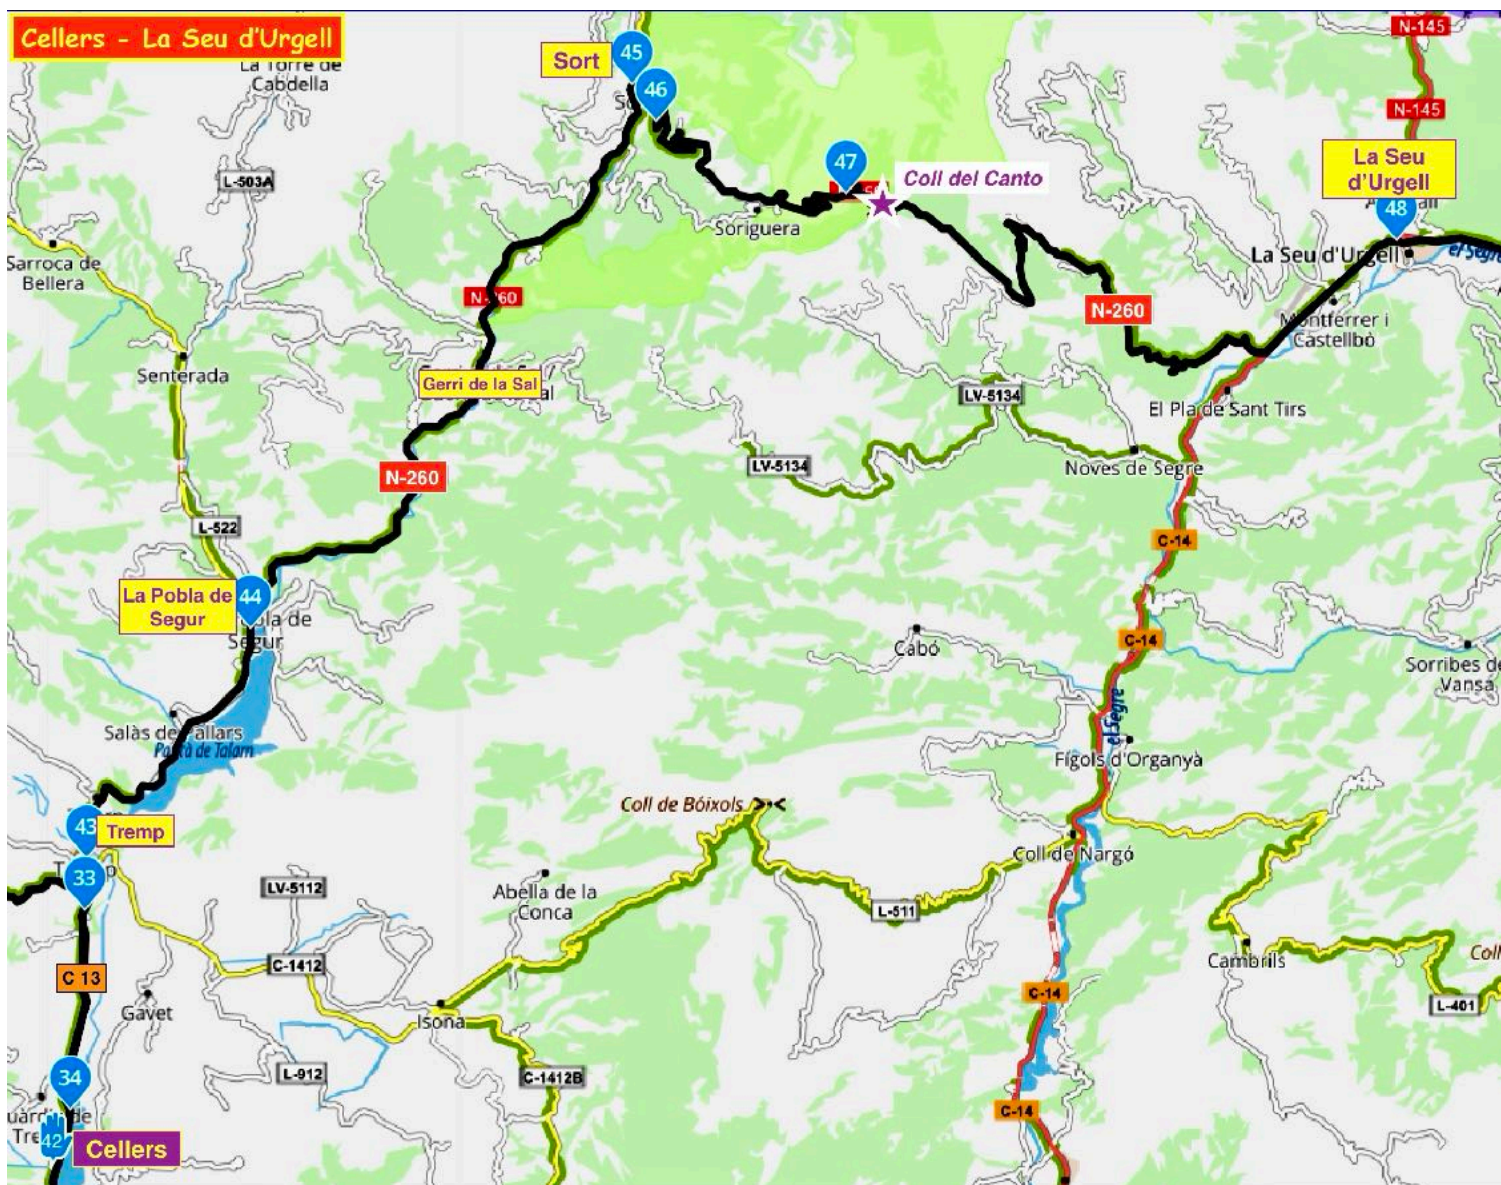 Cellers - La Seu d'Urgell
La Torre de
Cabdella
Sort
45
46
47
Coll del Canto
N-145
N-145
La Seu
d'Urgell
48
La Seu d'Urgell
el Segre
L-503A
Sarroca de
Bellera
Soriguera
N-260
N-260
Montferrer i
Castellbò
Senterada
Gerri de la Sal
LV-5134
El Pla de Sant Tirs
N-260
LV-5134
Noves de Segre
L-522
C-14
La Pobla de
Segur
44
Segur
Cabó
C-14
Sorribes de
Vansa
Salàs de Pallars
el Segre
Fígols d'Organyà
Coll de Bóixols
43
Tremp
33
Coll de Nargó
LV-5112
Abella de la
Conca
L-511
C 13
C-1412
Cambrils
Coll
Gavet
Isona
C-14
L-401
34
L-912
C-1412B
C-14
42
Cellers